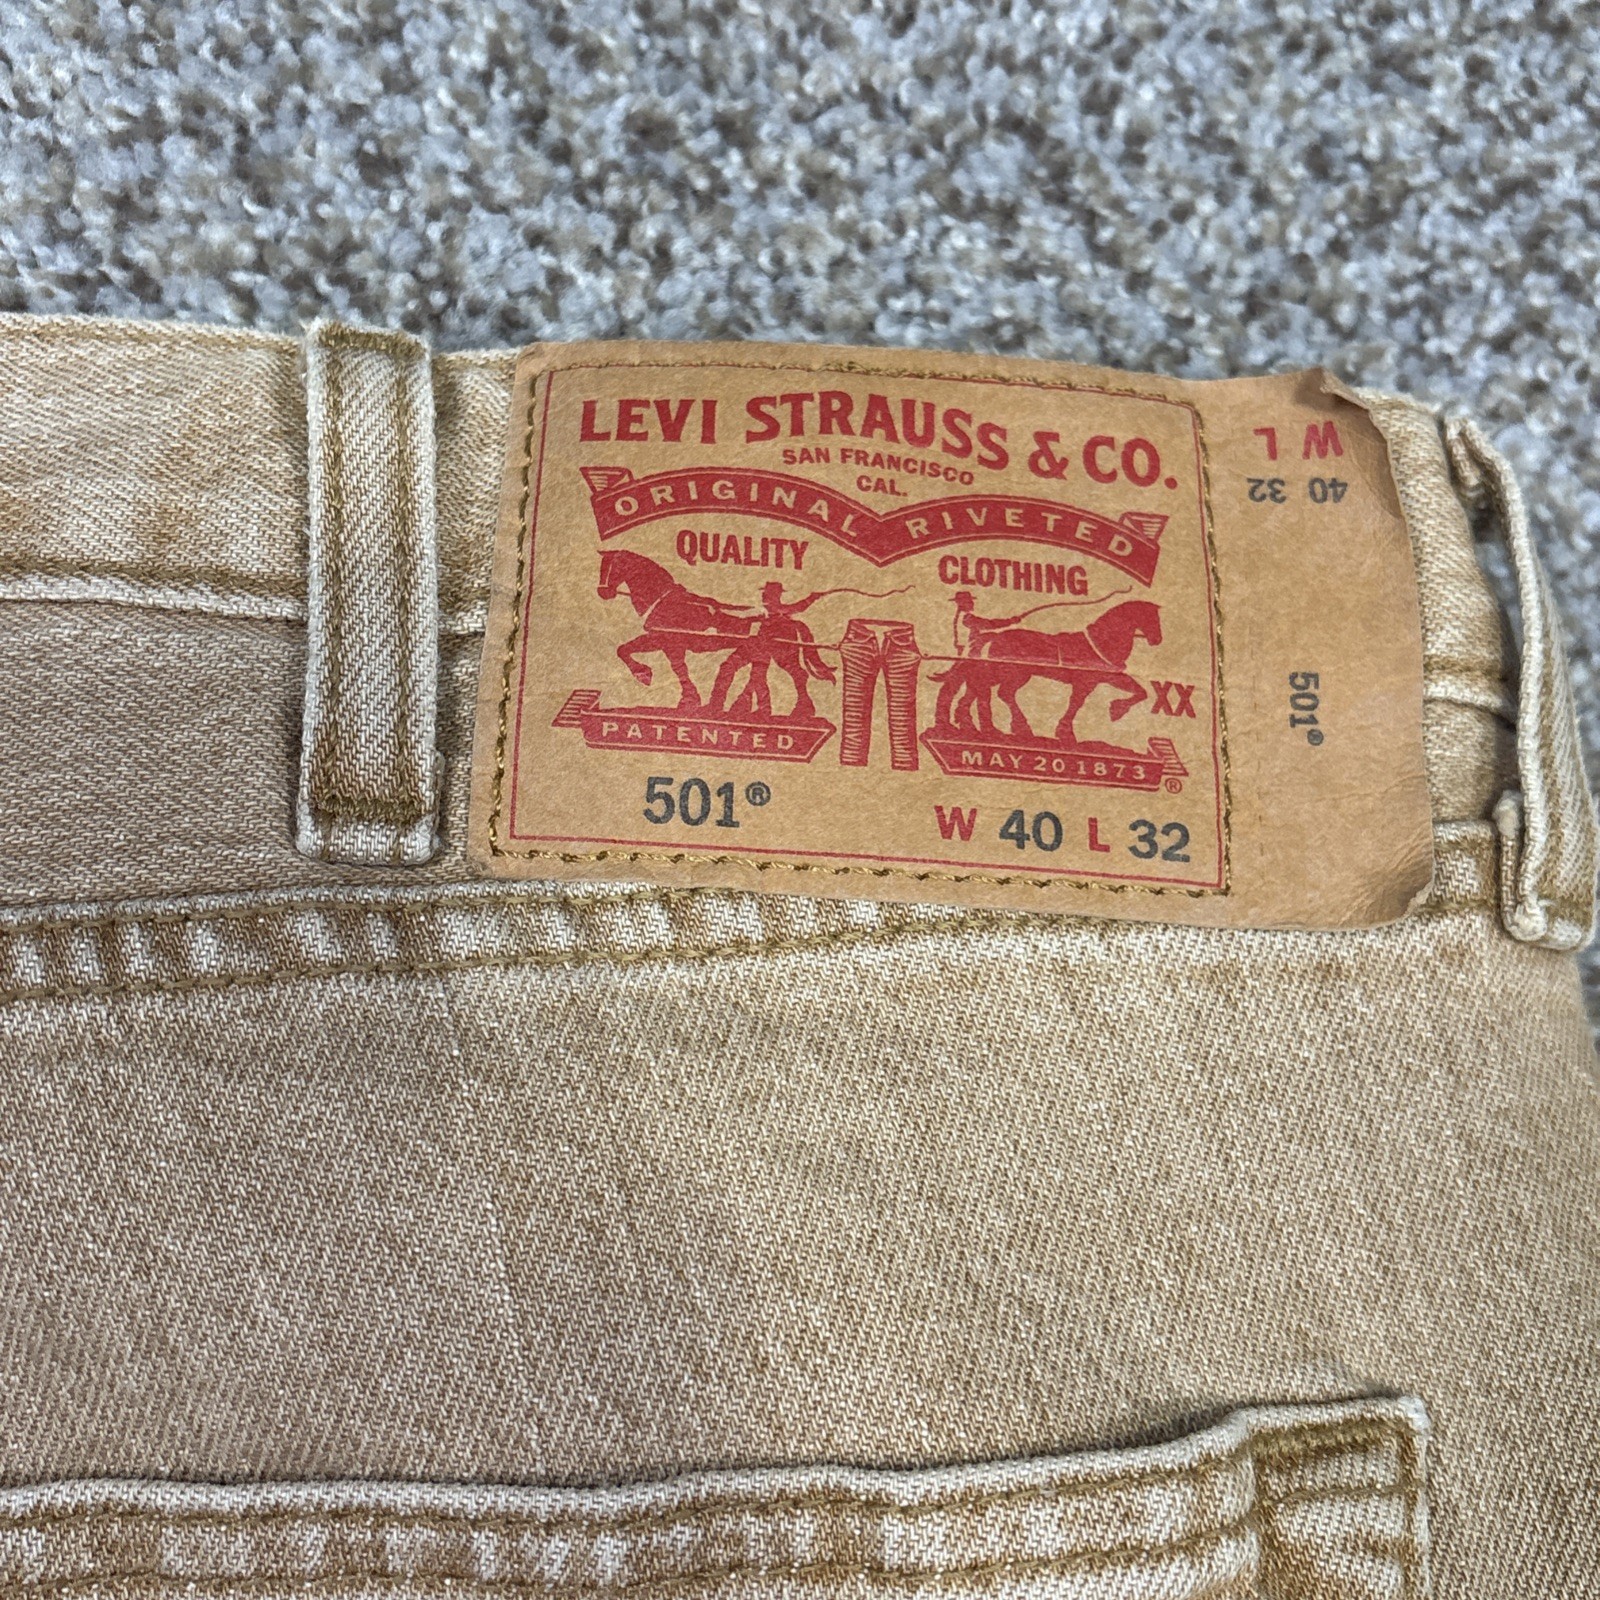 LEVI STRAUSS & CO.
SAN FRANCISCO
CAL.
ORIGINAL RIVETED
QUALITY CLOTHING
XX
PATENTED MAY 20 1873 ®
501® W 40 L 32
W L
40 32
501®